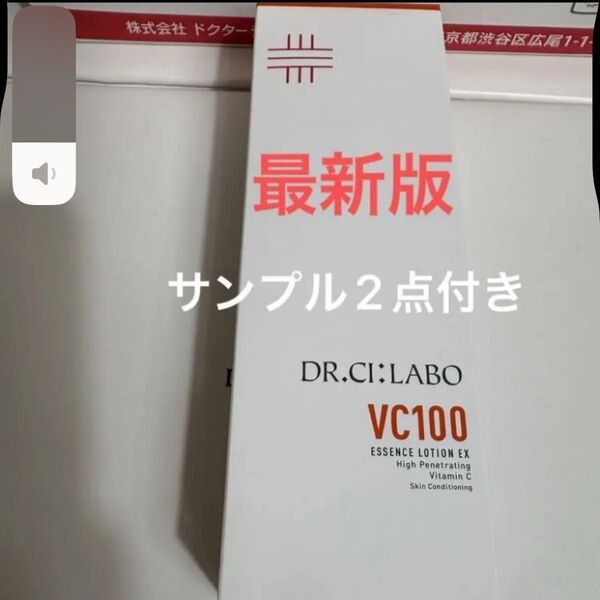 株式会社 ドクターシ
京都渋谷区広尾1-1-
最新版
サンプル2点付き
DR.CI:LABO
VC100
ESSENCE LOTION EX
High Penetrating
Vitamin C
Skin Conditioning